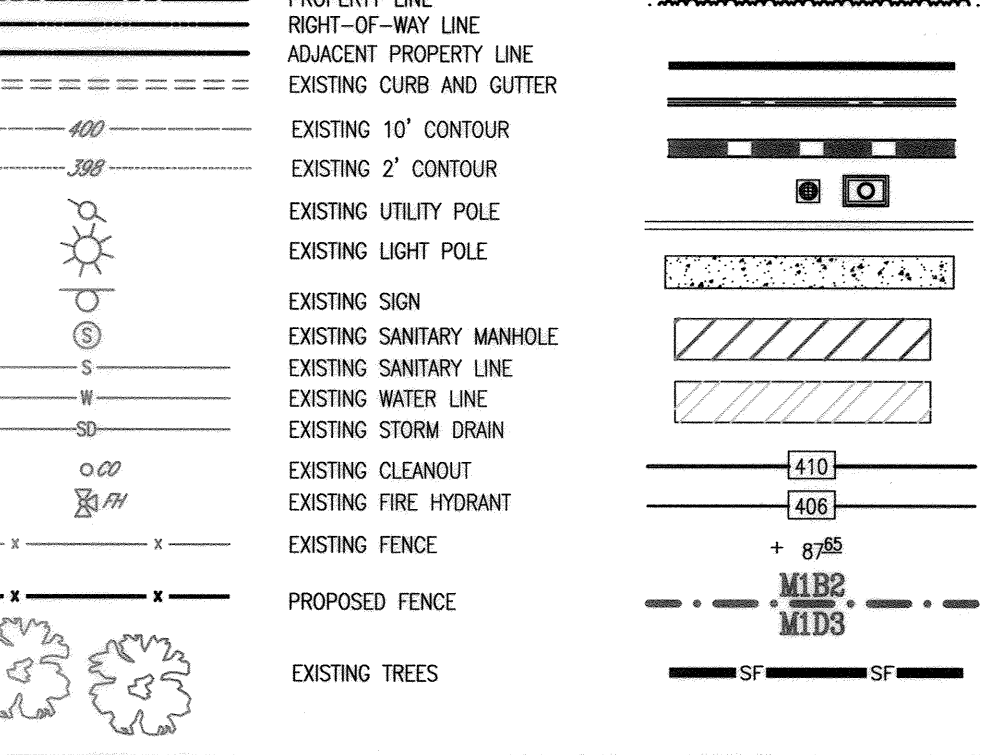 PROPERTY LINE
RIGHT-OF-WAY LINE
ADJACENT PROPERTY LINE
EXISTING CURB AND GUTTER
400 EXISTING 10' CONTOUR
398 EXISTING 2' CONTOUR
EXISTING UTILITY POLE
EXISTING LIGHT POLE
EXISTING SIGN
S EXISTING SANITARY MANHOLE
S EXISTING SANITARY LINE
W EXISTING WATER LINE
SD EXISTING STORM DRAIN
CO EXISTING CLEANOUT
FH EXISTING FIRE HYDRANT
x x EXISTING FENCE
x x PROPOSED FENCE
EXISTING TREES
410
406
+ 8765
M1B2
M1D3
SF SF